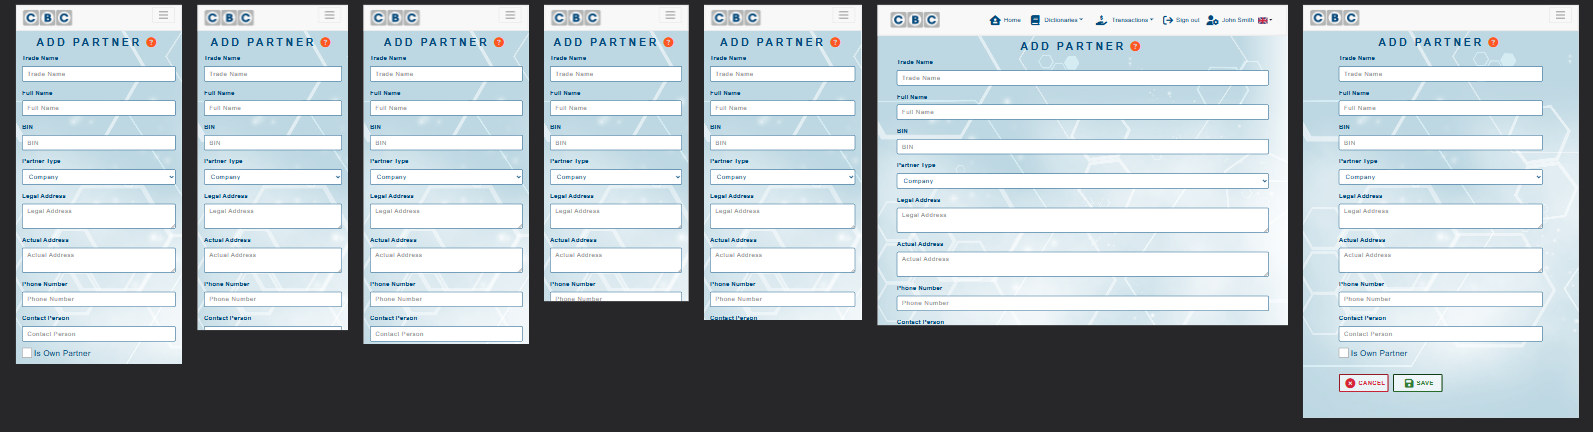 CBC
ADD PARTNER ?
Trade Name
Trade Name
Full Name
Full Name
BIN
BIN
Partner Type
Company
Legal Address
Legal Address
Actual Address
Actual Address
Phone Number
Phone Number
Contact Person
Contact Person
Is Own Partner
CBC
ADD PARTNER ?
Trade Name
Trade Name
Full Name
Full Name
BIN
BIN
Partner Type
Company
Legal Address
Legal Address
Actual Address
Actual Address
Phone Number
Phone Number
Contact Person
CBC
ADD PARTNER ?
Trade Name
Trade Name
Full Name
Full Name
BIN
BIN
Partner Type
Company
Legal Address
Legal Address
Actual Address
Actual Address
Phone Number
Phone Number
Contact Person
Contact Person
CBC
ADD PARTNER ?
Trade Name
Trade Name
Full Name
Full Name
BIN
BIN
Partner Type
Company
Legal Address
Legal Address
Actual Address
Actual Address
Phone Number
Phone Number
CBC
ADD PARTNER ?
Trade Name
Trade Name
Full Name
Full Name
BIN
BIN
Partner Type
Company
Legal Address
Legal Address
Actual Address
Actual Address
Phone Number
Phone Number
Contact Person
CBC Home Dictionaries Transactions Sign out John Smith
ADD PARTNER ?
Trade Name
Trade Name
Full Name
Full Name
BIN
BIN
Partner Type
Company
Legal Address
Legal Address
Actual Address
Actual Address
Phone Number
Phone Number
Contact Person
CBC
ADD PARTNER ?
Trade Name
Trade Name
Full Name
Full Name
BIN
BIN
Partner Type
Company
Legal Address
Legal Address
Actual Address
Actual Address
Phone Number
Phone Number
Contact Person
Contact Person
Is Own Partner
CANCEL SAVE